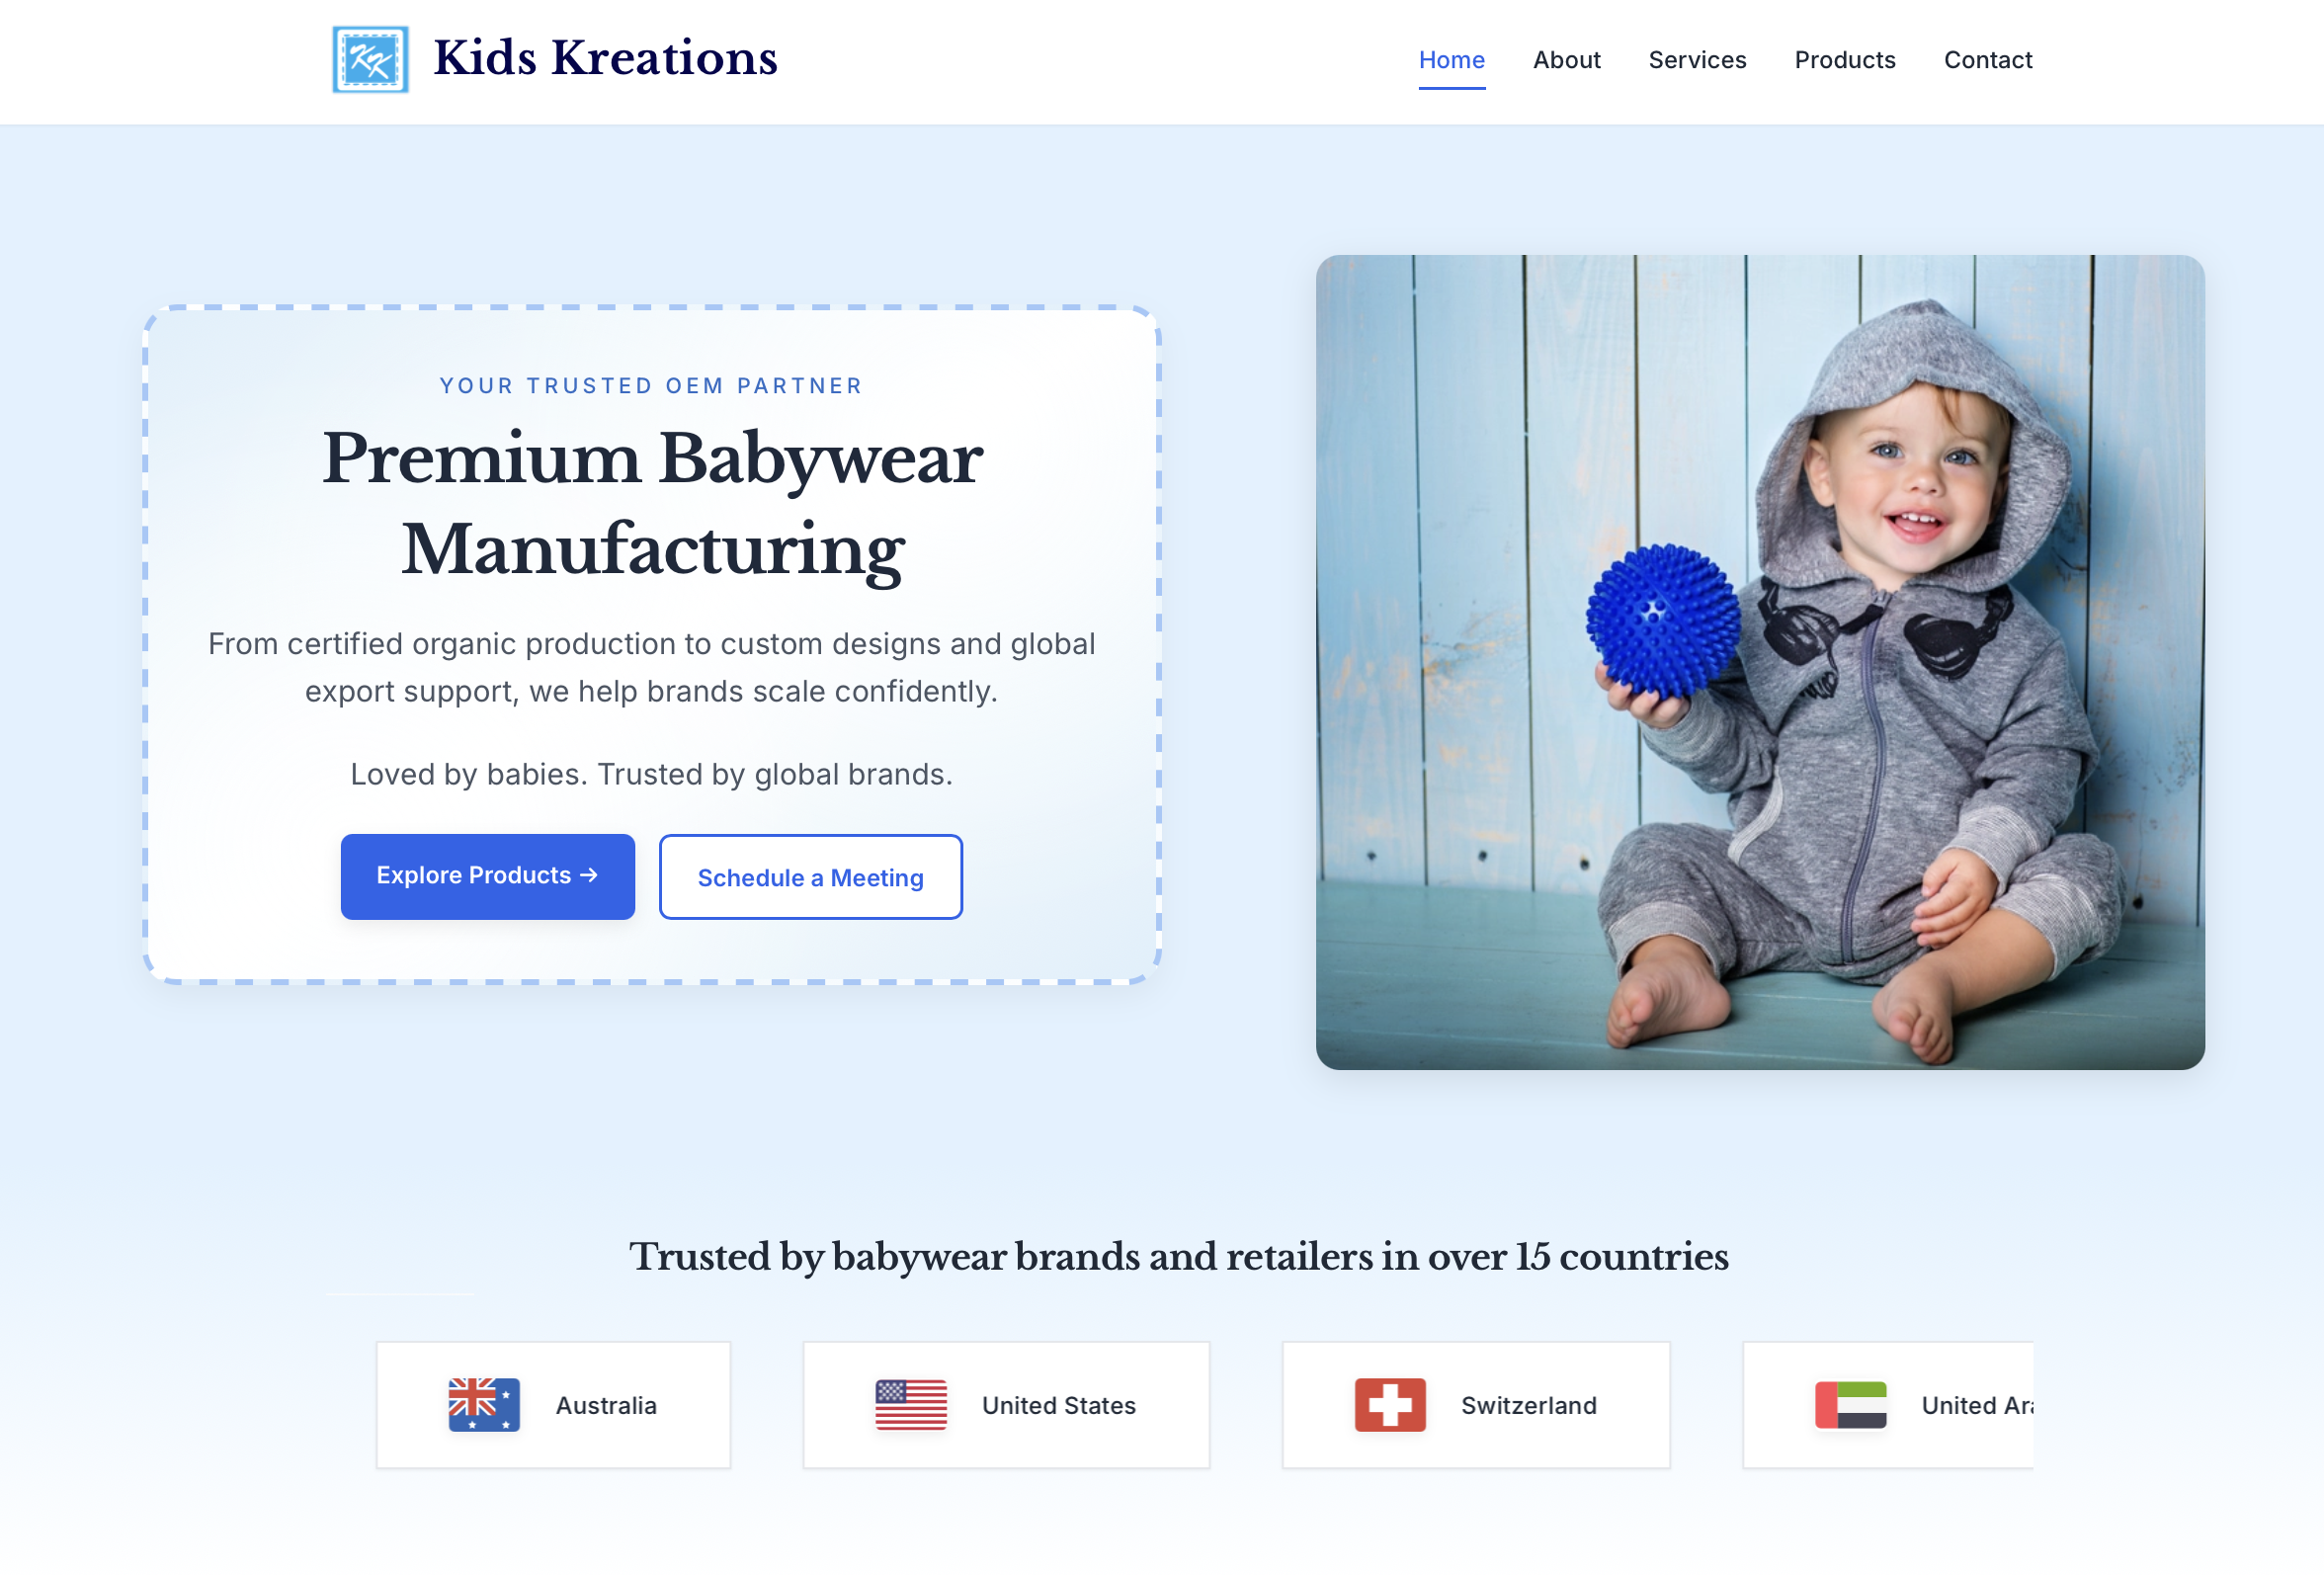 KK
Kids Kreations
Home About Services Products Contact
YOUR TRUSTED OEM PARTNER
Premium Babywear
Manufacturing
From certified organic production to custom designs and global
export support, we help brands scale confidently.
Loved by babies. Trusted by global brands.
Explore Products →
Schedule a Meeting
Trusted by babywear brands and retailers in over 15 countries
Australia
United States
Switzerland
United Ara